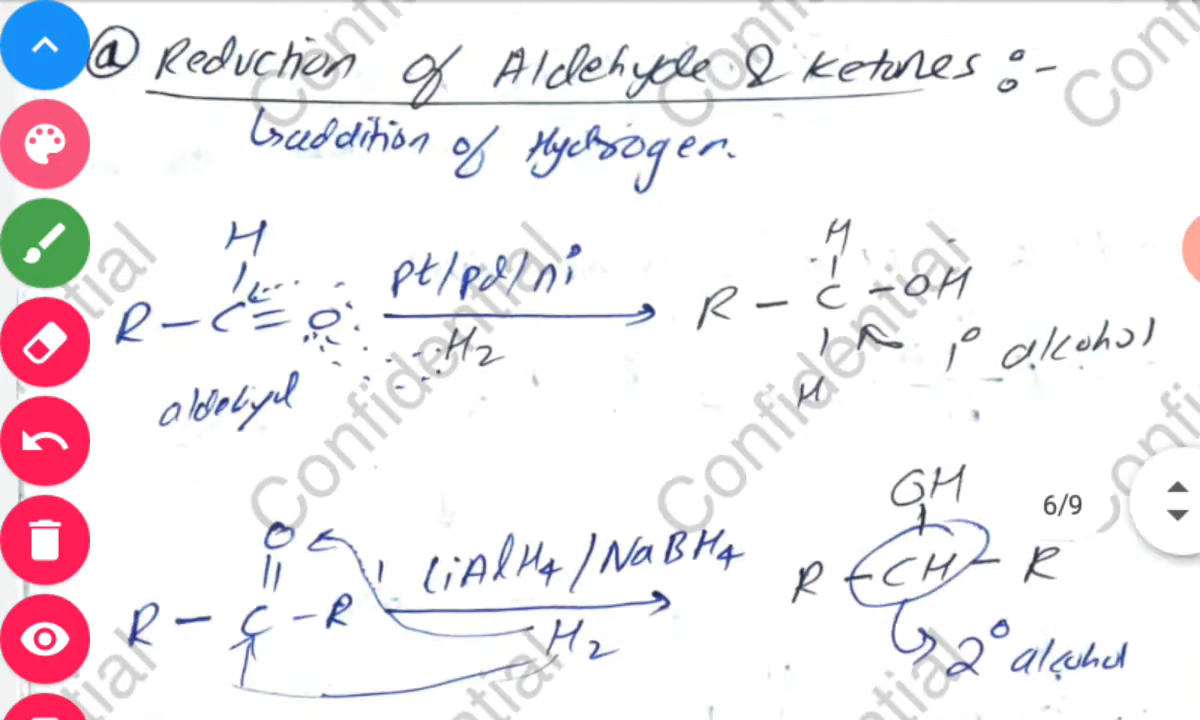 a Reduction of Aldehyde & Ketones :-
↳ addition of Hydrogen.
H
R - C = O Pt/pd/ni H2
aldehyd
H
R - C - OH
H
1° alcohol
O
R - C - R LiAlH4 / NaBH4 H2
OH
R - CH - R
2° alcohol
6/9
Confidential